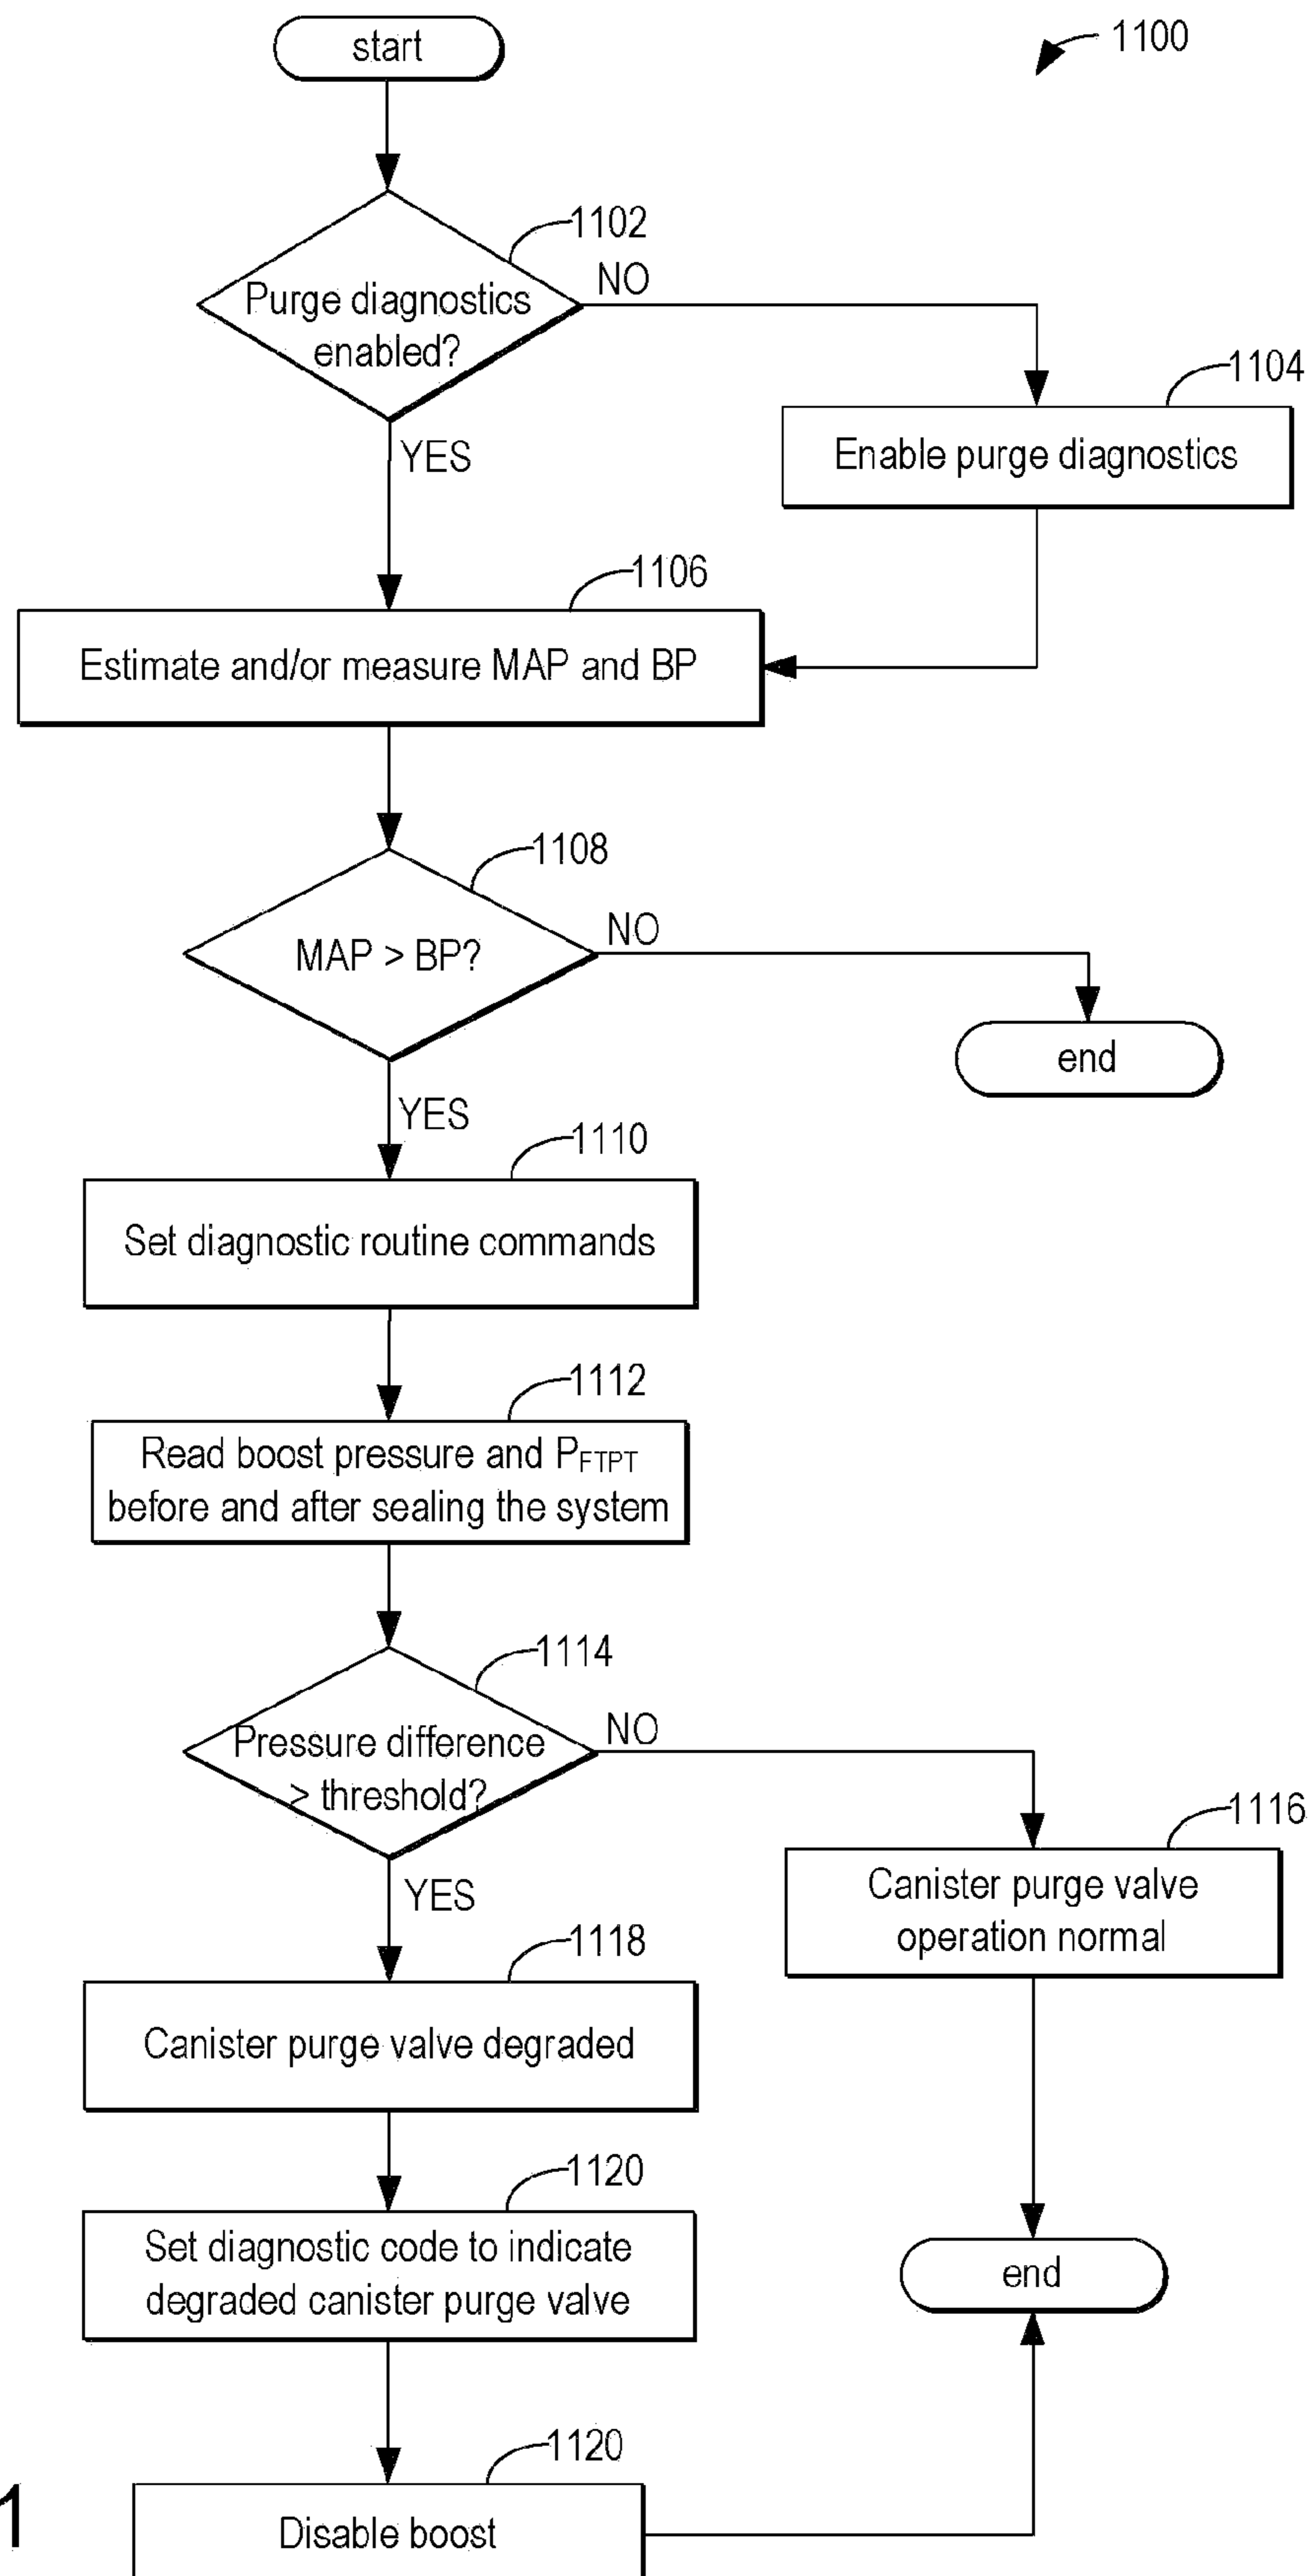 start
1100
1102
Purge diagnostics
enabled?
NO
1104
Enable purge diagnostics
YES
1106
Estimate and/or measure MAP and BP
1108
MAP > BP?
NO
end
YES
1110
Set diagnostic routine commands
1112
Read boost pressure and PFTPT
before and after sealing the system
1114
Pressure difference
> threshold?
NO
1116
Canister purge valve
operation normal
YES
1118
Canister purge valve degraded
1120
Set diagnostic code to indicate
degraded canister purge valve
end
1120
Disable boost
1